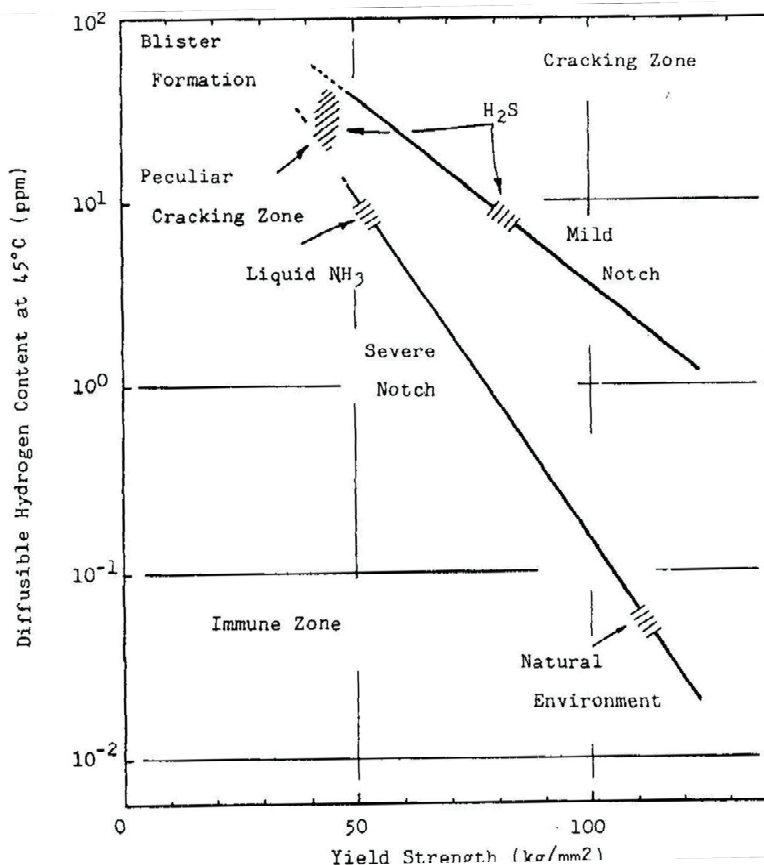 10²
Blister
Formation
Cracking Zone
H₂S
Peculiar
Cracking Zone
10¹
Mild
Notch
Liquid NH₃
Severe
Notch
10⁰
10⁻¹
Immune Zone
Natural
Environment
10⁻²
0
50
100
Yield Strength (kg/mm2)
Diffusible Hydrogen Content at 45°C (ppm)